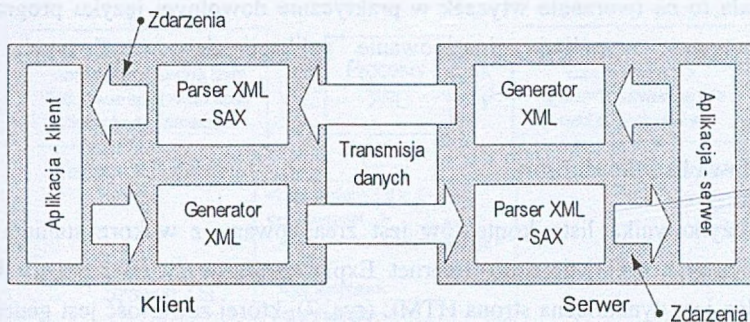 Zdarzenia
Aplikacja - klient
Parser XML
- SAX
Generator
XML
Transmisja
danych
Generator
XML
Parser XML
- SAX
Aplikacja - serwer
Klient
Serwer
Zdarzenia